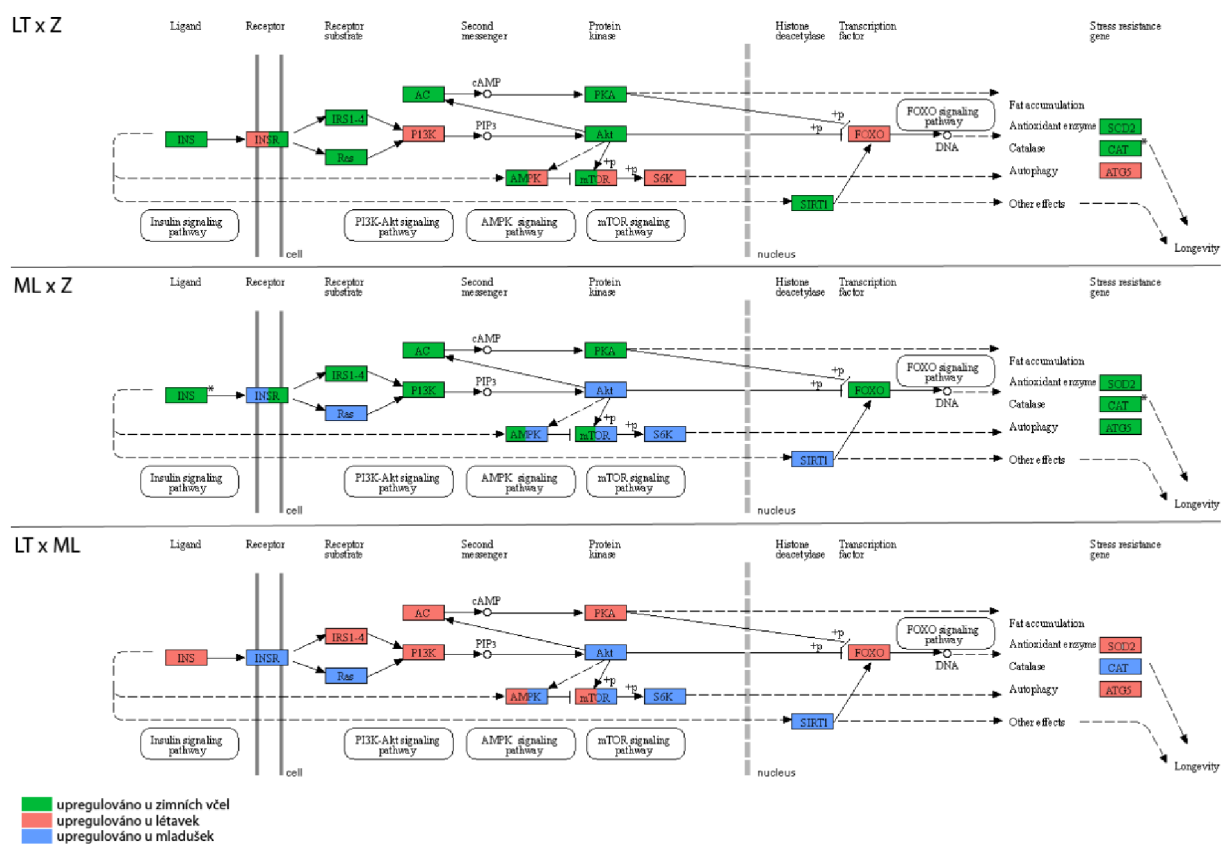 LT x Z
Ligand Receptor Receptor Second Protein Histone Transcription Stress resistance
substrate messenger kinase deacetylase factor gene
cAMP
AC PKA
+p
Fat accumulation
FOXO signaling
pathway
IRS1-4
Antioxidant enzyme SOD2
INS INSR PI3K PIP3 Akt +p FOXO DNA
Catalase CAT *
Ras
+p +p
AMPK mTOR S6K Autophagy ATG5
SIRT1 Other effects
Insulin signaling PI3K-Akt signaling AMPK signaling mTOR signaling
pathway pathway pathway pathway
Longevity
cell nucleus
ML x Z
Ligand Receptor Receptor Second Protein Histone Transcription Stress resistance
substrate messenger kinase deacetylase factor gene
cAMP
AC PKA
+p
Fat accumulation
FOXO signaling
pathway
IRS1-4
Antioxidant enzyme SOD2
INS * INSR PI3K PIP3 Akt +p FOXO DNA
Catalase CAT *
Ras
+p +p
AMPK mTOR S6K Autophagy ATG5
SIRT1 Other effects
Insulin signaling PI3K-Akt signaling AMPK signaling mTOR signaling
pathway pathway pathway pathway
Longevity
cell nucleus
LT x ML
Ligand Receptor Receptor Second Protein Histone Transcription Stress resistance
substrate messenger kinase deacetylase factor gene
cAMP
AC PKA
+p
Fat accumulation
FOXO signaling
pathway
IRS1-4
Antioxidant enzyme SOD2
INS INSR PI3K PIP3 Akt +p FOXO DNA
Catalase CAT
Ras
+p +p
AMPK mTOR S6K Autophagy ATG5
SIRT1 Other effects
Insulin signaling PI3K-Akt signaling AMPK signaling mTOR signaling
pathway pathway pathway pathway
Longevity
cell nucleus
upregulováno u zimních včel
upregulováno u létavek
upregulováno u mladušek